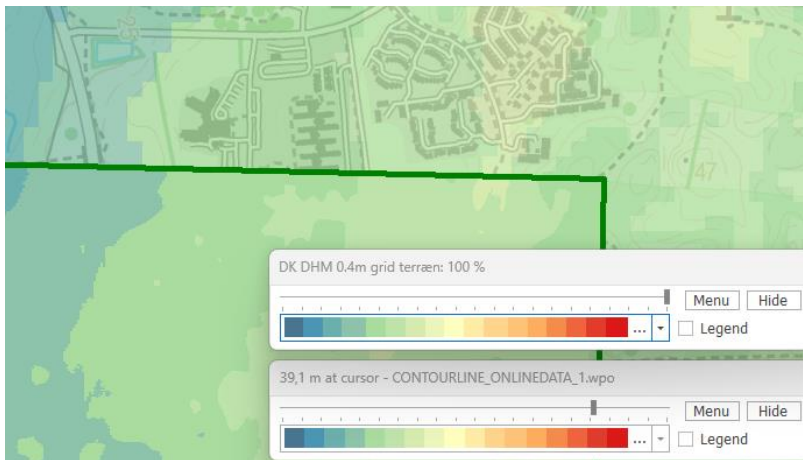 25
47
DK DHM 0.4m grid terræn: 100 %
Menu
Hide
...
Legend
39,1 m at cursor - CONTOURLINE_ONLINEDATA_1.wpo
Menu
Hide
...
Legend